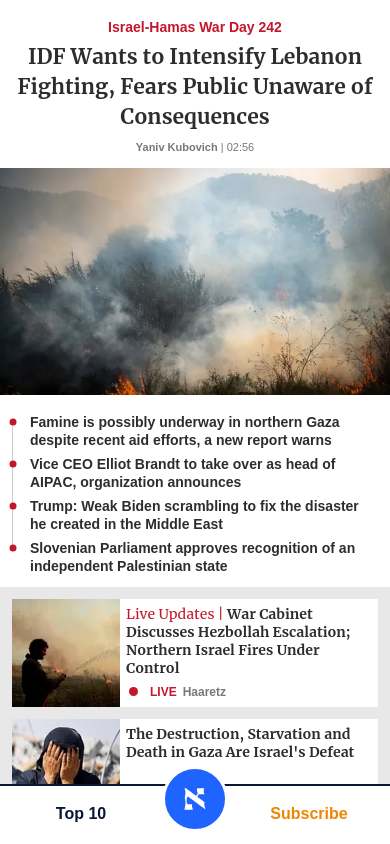 Israel-Hamas War Day 242
IDF Wants to Intensify Lebanon
Fighting, Fears Public Unaware of
Consequences
Yaniv Kubovich | 02:56
Famine is possibly underway in northern Gaza
despite recent aid efforts, a new report warns
Vice CEO Elliot Brandt to take over as head of
AIPAC, organization announces
Trump: Weak Biden scrambling to fix the disaster
he created in the Middle East
Slovenian Parliament approves recognition of an
independent Palestinian state
Live Updates | War Cabinet
Discusses Hezbollah Escalation;
Northern Israel Fires Under
Control
LIVE Haaretz
The Destruction, Starvation and
Death in Gaza Are Israel's Defeat
Top 10
א
Subscribe